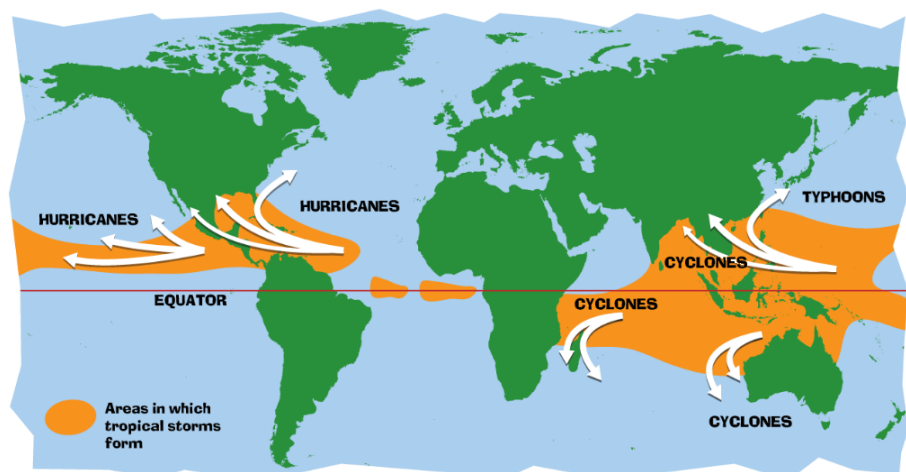 TYPHOONS
HURRICANES
HURRICANES
CYCLONES
EQUATOR
CYCLONES
Areas in which
tropical storms
form
CYCLONES